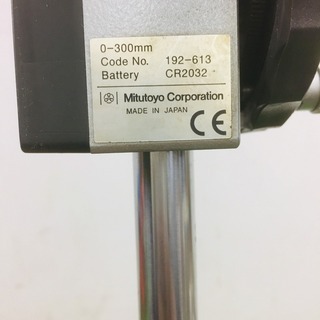 0-300mm
Code No. 192-613
Battery CR2032
Mitutoyo Corporation
MADE IN JAPAN
CE